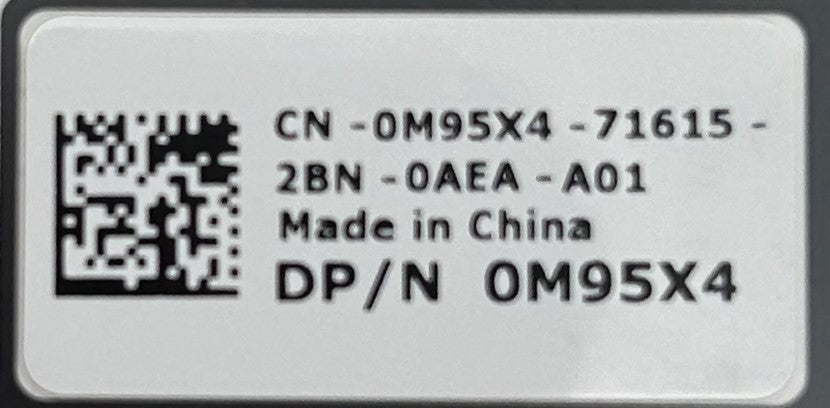 CN -0M95X4 -71615 -
2BN -0AEA -A01
Made in China
DP/N 0M95X4